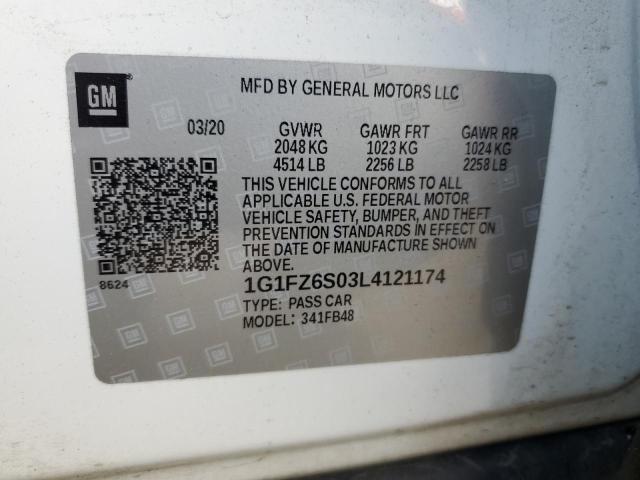 GM
MFD BY GENERAL MOTORS LLC
03/20 GVWR GAWR FRT GAWR RR
2048 KG 1023 KG 1024 KG
4514 LB 2256 LB 2258 LB
THIS VEHICLE CONFORMS TO ALL
APPLICABLE U.S. FEDERAL MOTOR
VEHICLE SAFETY, BUMPER, AND THEFT
PREVENTION STANDARDS IN EFFECT ON
THE DATE OF MANUFACTURE SHOWN
ABOVE.
8624
1G1FZ6S03L4121174
TYPE: PASS CAR
MODEL: 341FB48